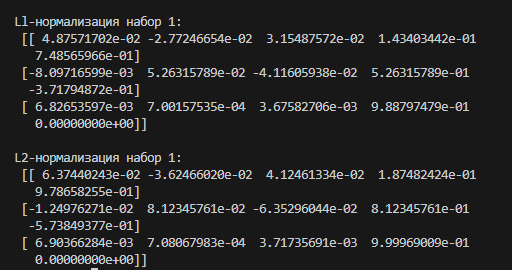 Ll-нормализация набор 1:
[[ 4.87571702e-02 -2.77246654e-02  3.15487572e-02  1.43403442e-01
7.48565966e-01]
[-8.09716599e-03  5.26315789e-02 -4.11605938e-02  5.26315789e-01
-3.71794872e-01]
[ 6.82653597e-03  7.00157535e-04  3.67582706e-03  9.88797479e-01
0.00000000e+00]]
L2-нормализация набор 1:
[[ 6.37440243e-02 -3.62466020e-02  4.12461334e-02  1.87482424e-01
9.78658255e-01]
[-1.24976271e-02  8.12345761e-02 -6.35296044e-02  8.12345761e-01
-5.73849377e-01]
[ 6.90366284e-03  7.08067983e-04  3.71735691e-03  9.99969009e-01
0.00000000e+00]]